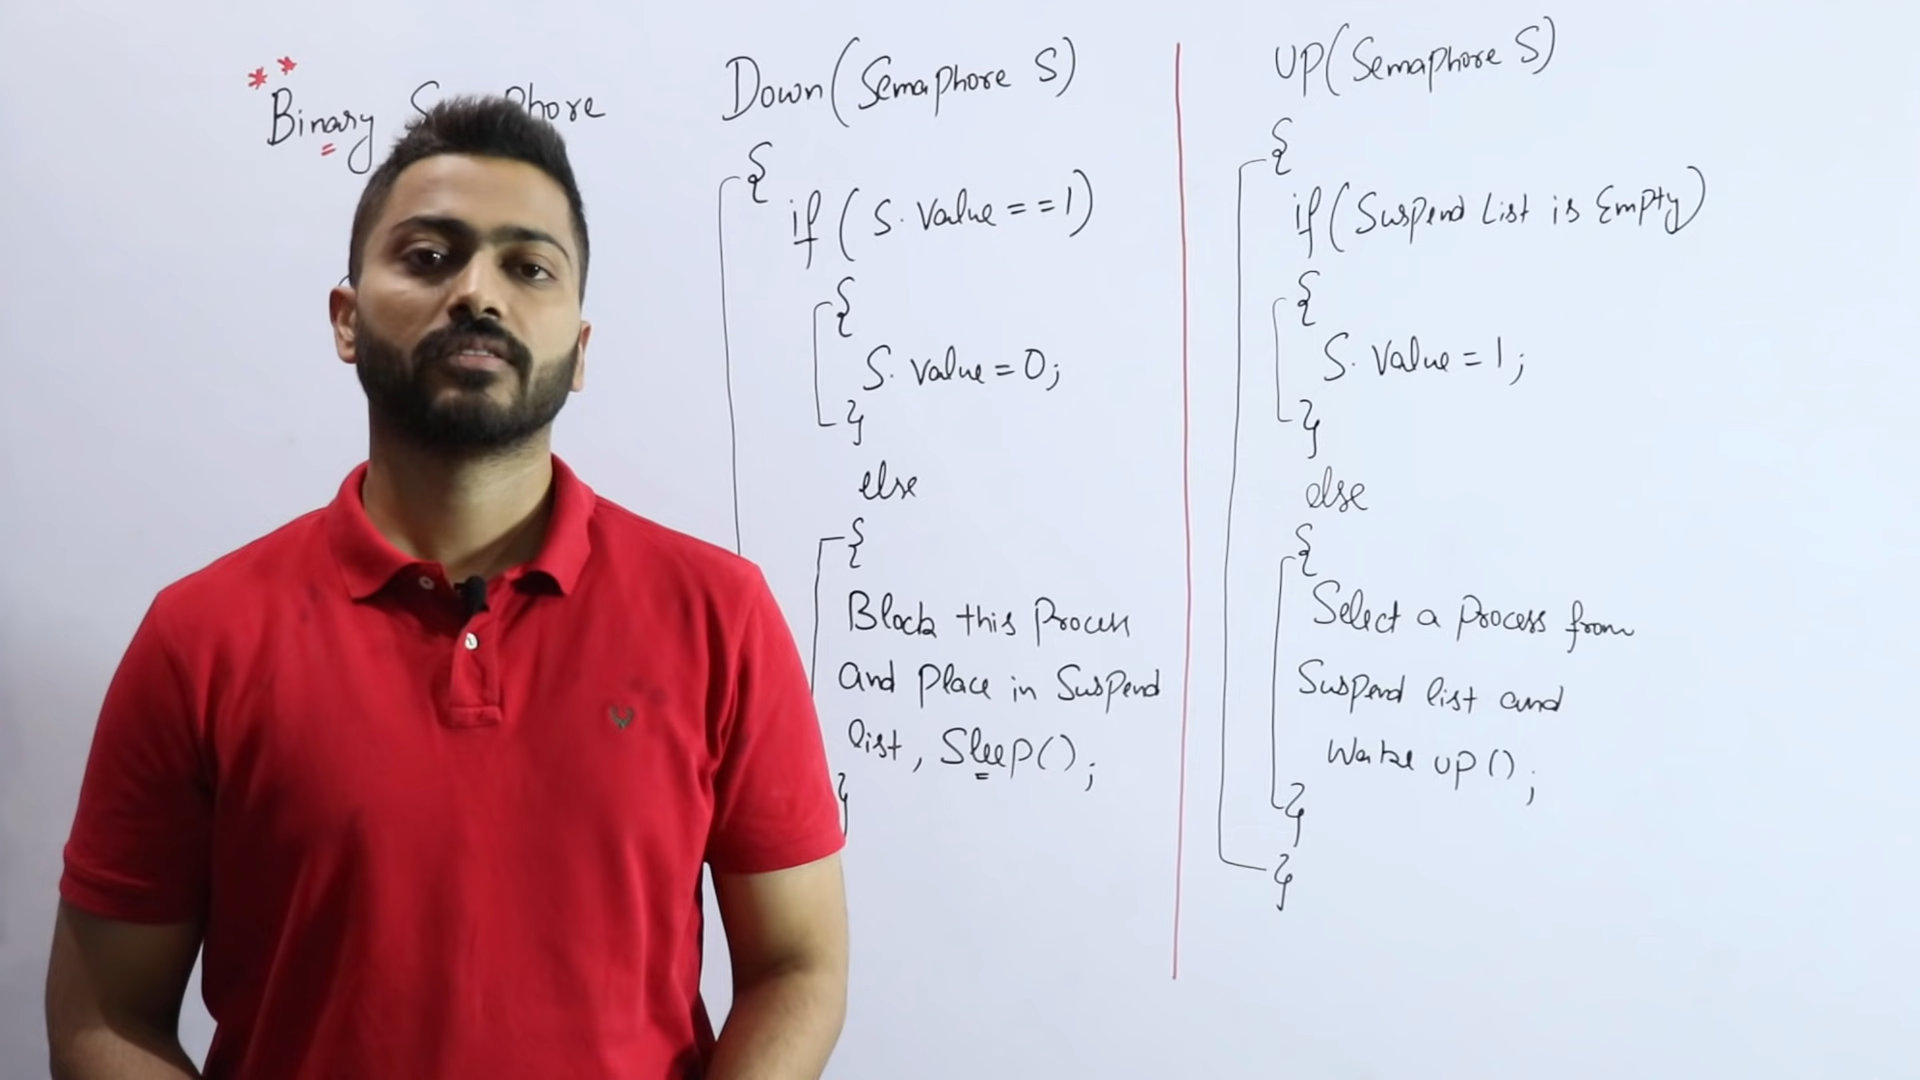 **
Binary Semaphore
Down(Semaphore S)
{
if (S. Value == 1)
{
S. value = 0;
}
else
{
Block this Process
and place in Suspend
list, Sleep();
}
UP(Semaphore S)
{
if (Suspend List is Empty)
{
S. Value = 1;
}
else
{
Select a Process from
Suspend list and
Wake up();
}
}